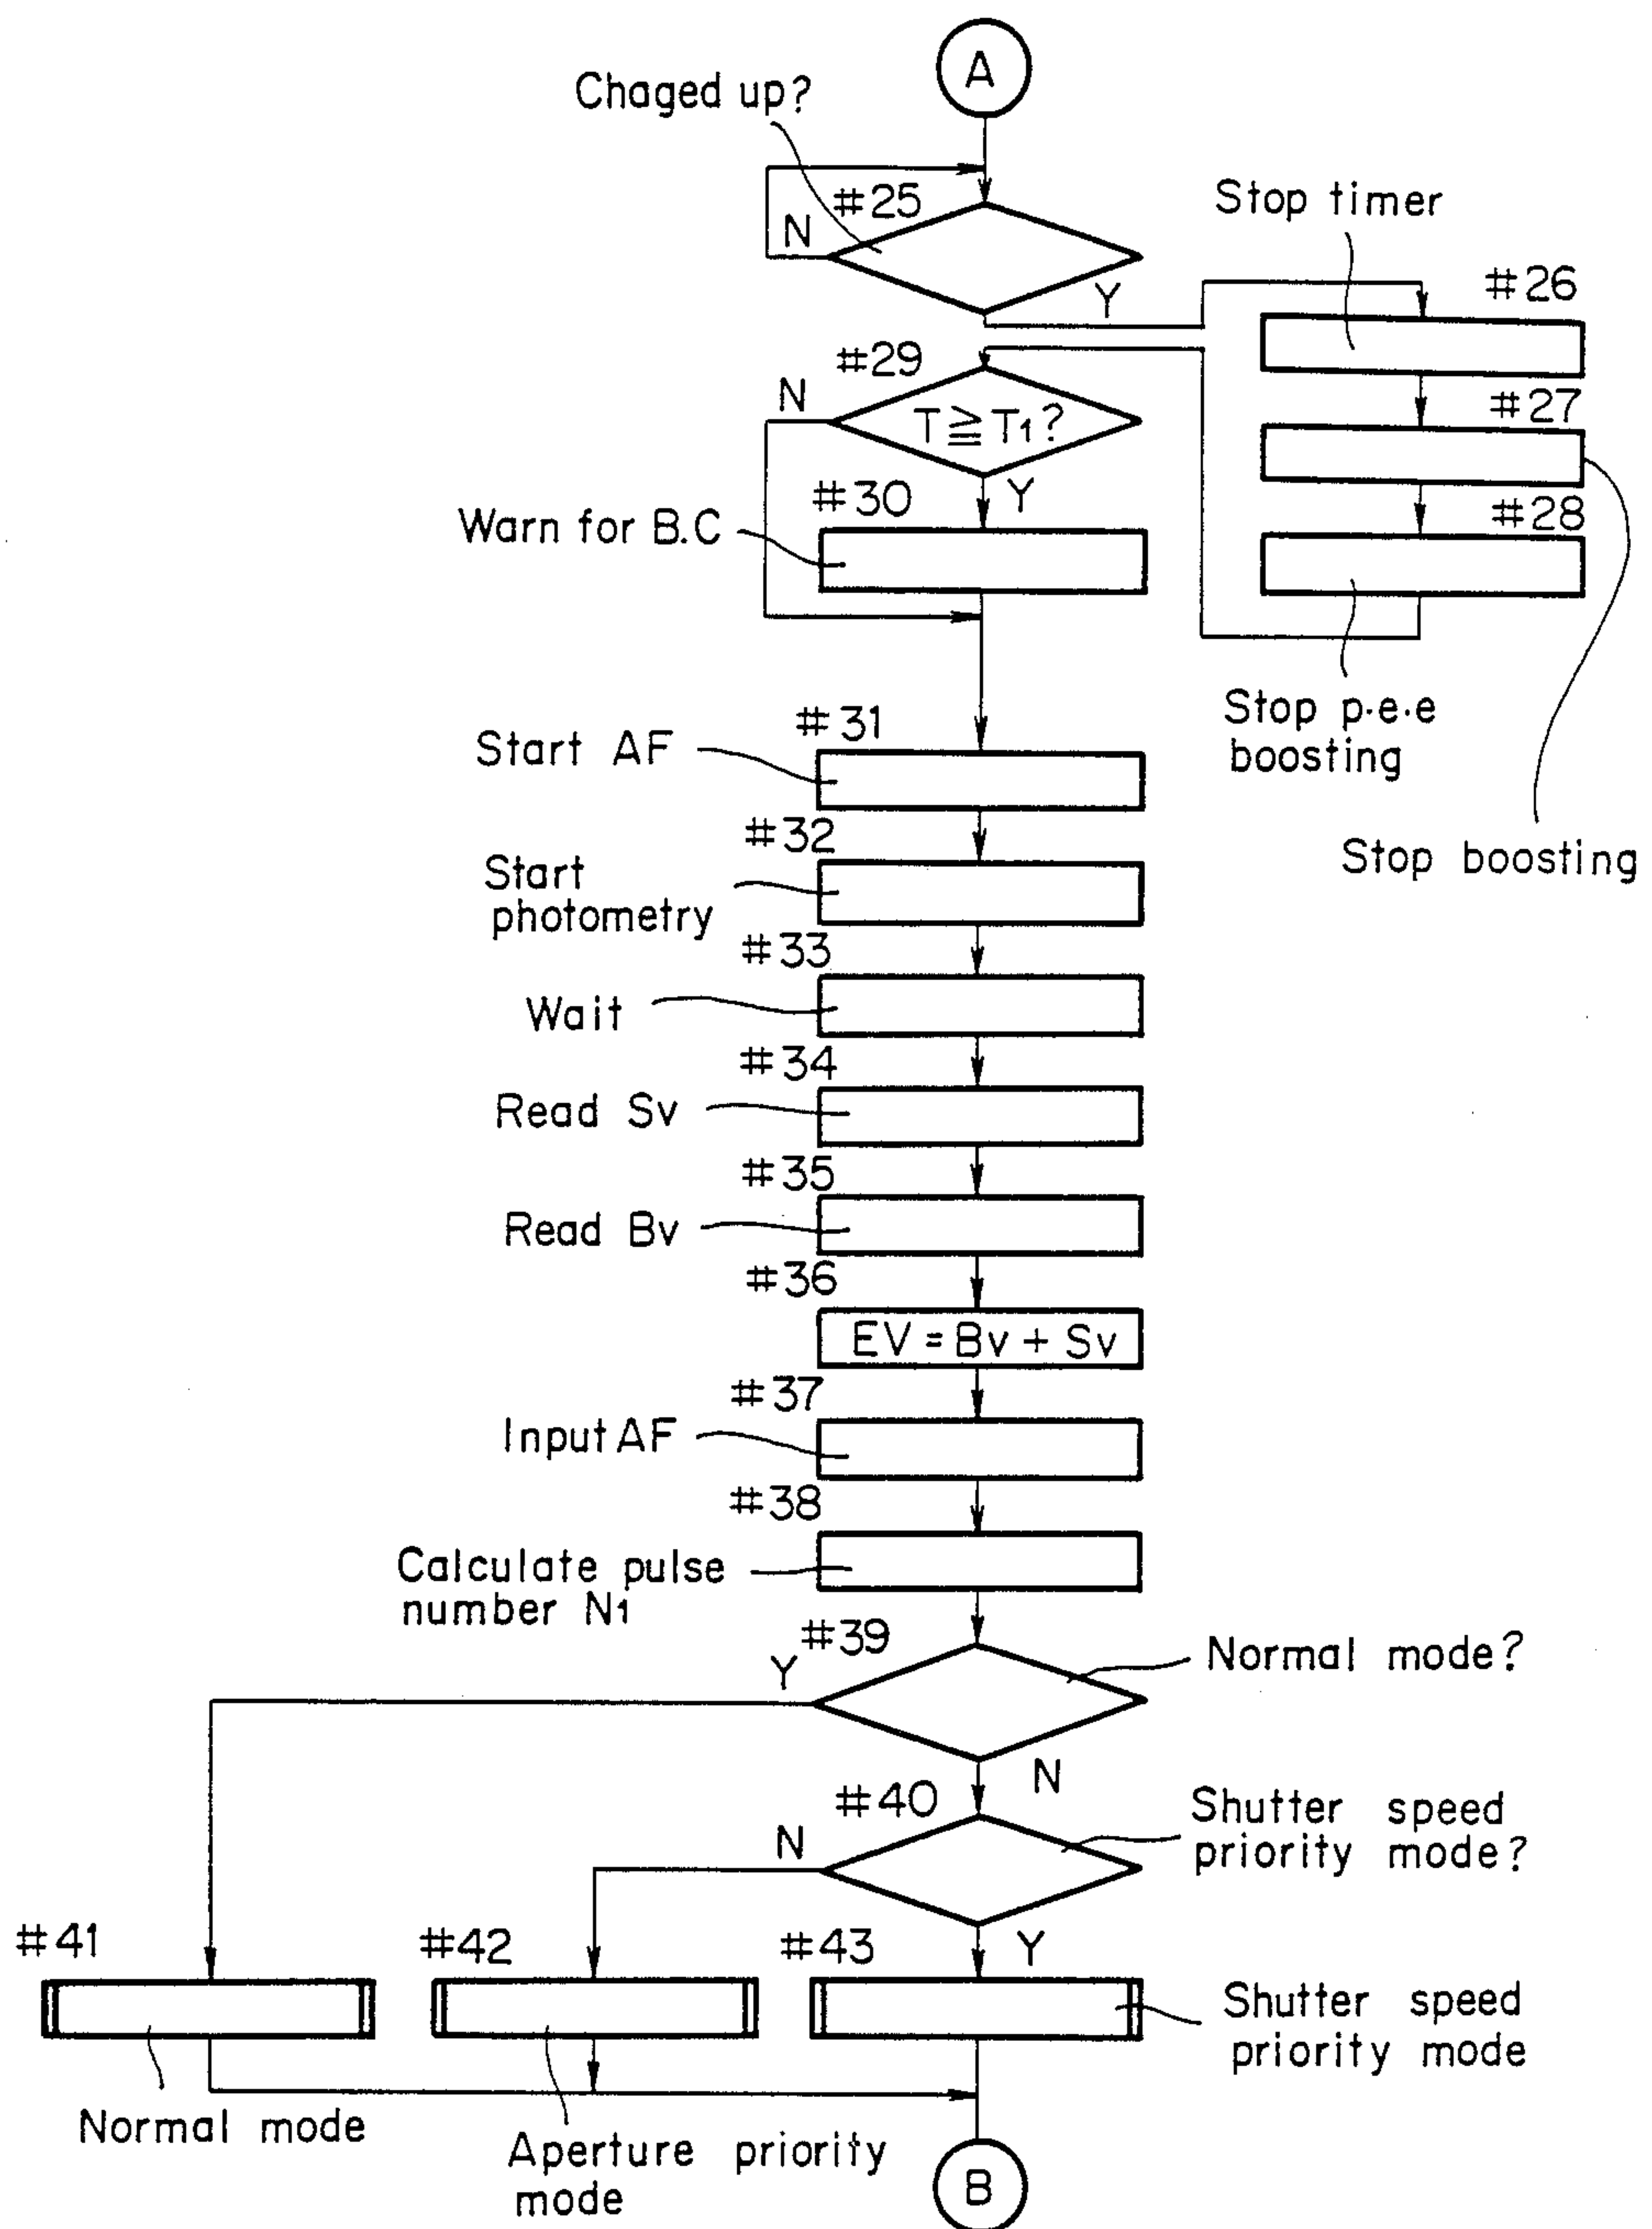 A
Chaged up?
#25
N
Y
Stop timer
#26
#27
#28
#29
N
T≧T1?
Y
#30
Warn for B.C
Stop p·e·e
boosting
Stop boosting
#31
Start AF
#32
Start
photometry
#33
Wait
#34
Read Sv
#35
Read Bv
#36
EV = Bv + Sv
#37
Input AF
#38
Calculate pulse
number N1
#39
Y
Normal mode?
N
#40
N
Shutter speed
priority mode?
Y
#41
#42
#43
Shutter speed
priority mode
Normal mode
Aperture priority
mode
B